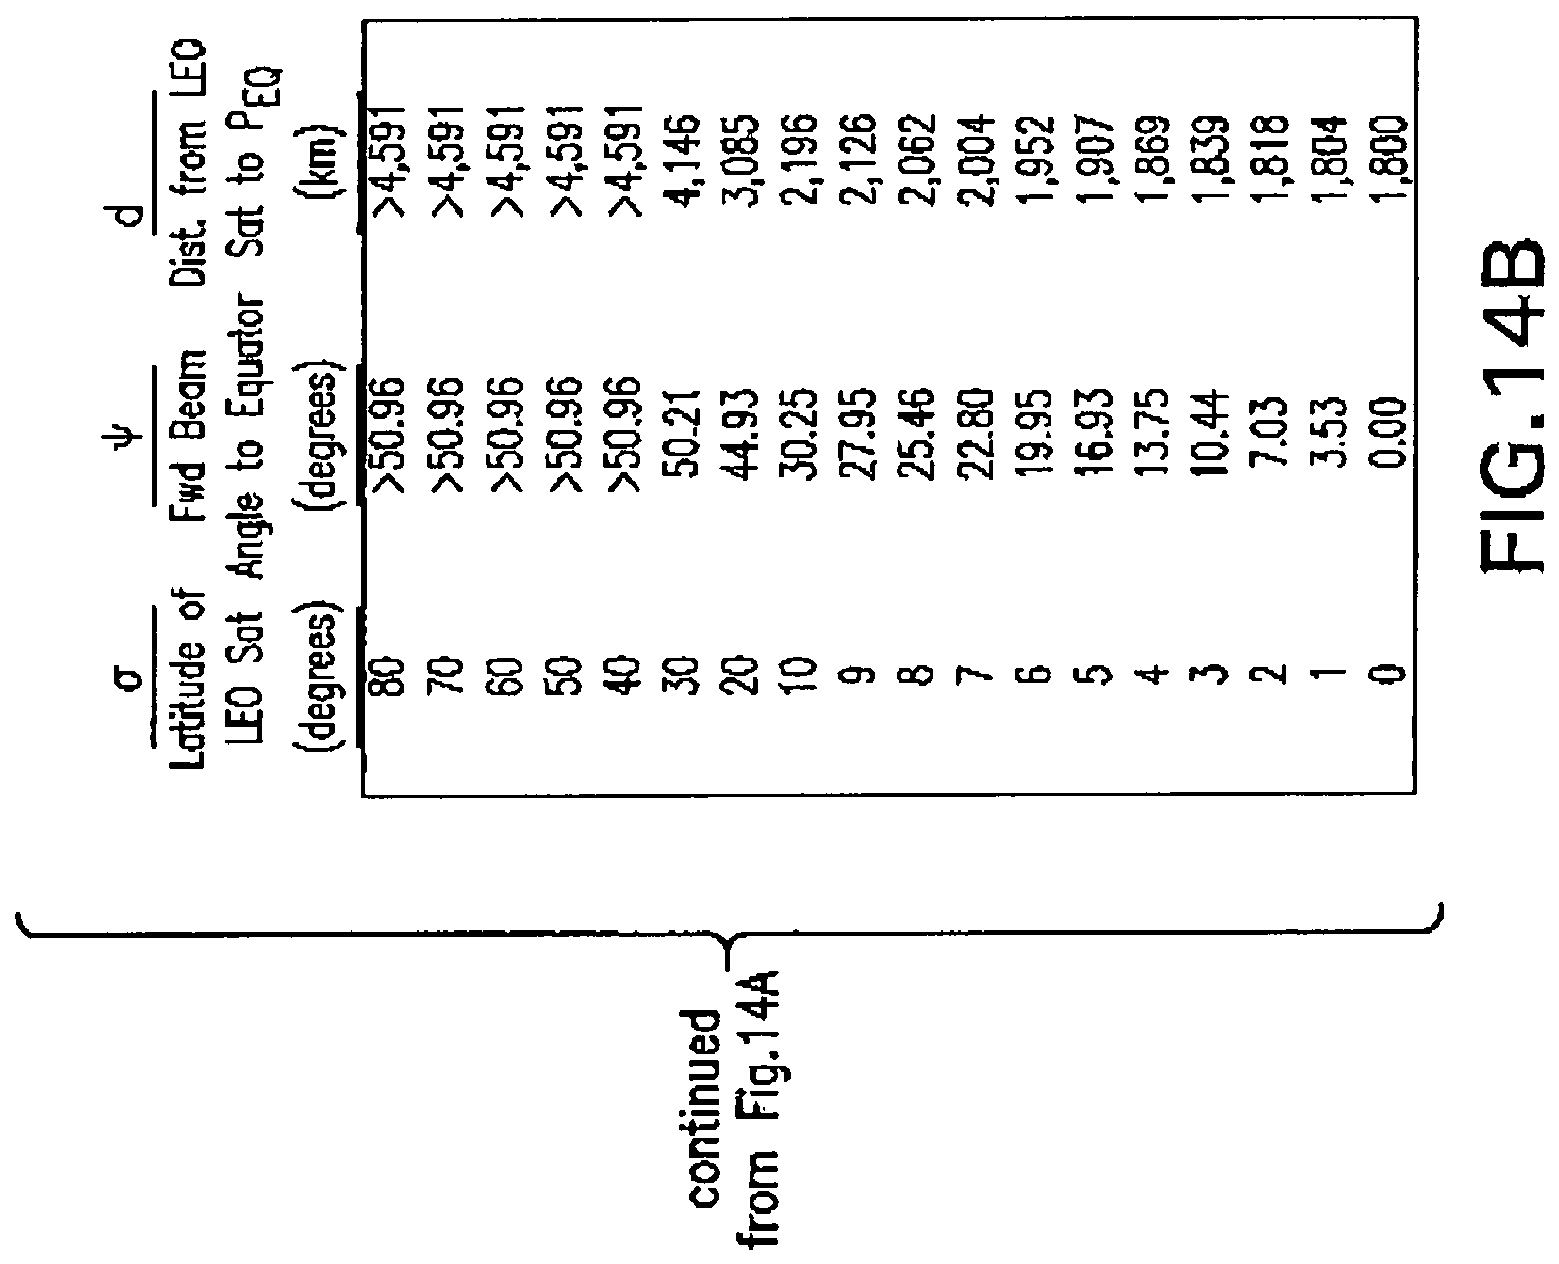 continued
from Fig.14A
σ ψ d
Latitude of Fwd Beam Dist. from LEO
LEO Sat Angle to Equator Sat to PEQ
(degrees) (degrees) (km)
80 >50.96 >4,591
70 >50.96 >4,591
60 >50.96 >4,591
50 >50.96 >4,591
40 >50.96 >4,591
30 50.21 4,146
20 44.93 3,085
10 30.25 2,196
9 27.95 2,126
8 25.46 2,062
7 22.80 2,004
6 19.95 1,952
5 16.93 1,907
4 13.75 1,869
3 10.44 1,839
2 7.03 1,818
1 3.53 1,804
0 0.00 1,800
FIG.14B